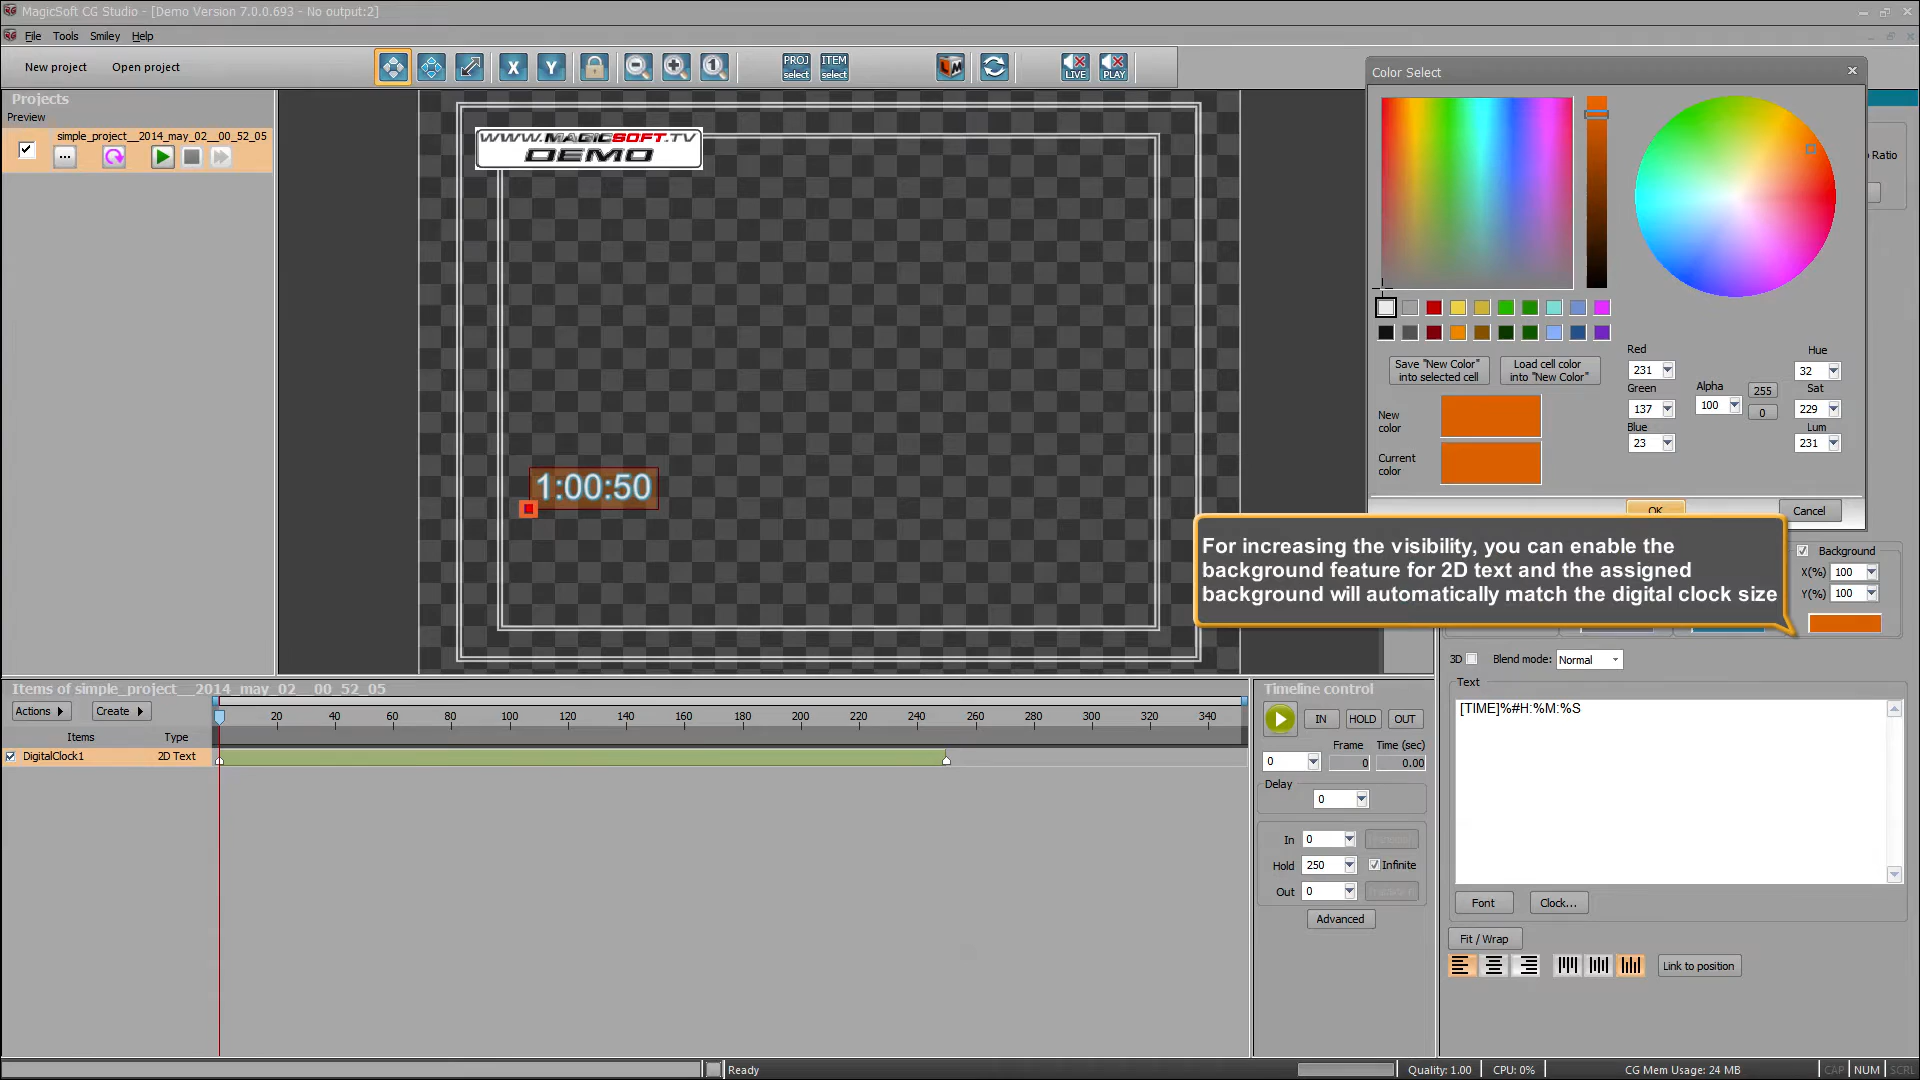 MagicSoft CG Studio - [Demo Version 7.0.0.693 - No output:2]
File Tools Smiley Help
New project Open project
X Y 1 PROJ select ITEM select LIVE PLAY
Color Select
Projects
Preview
simple_project__2014_may_02__00_52_05
WWW.MAGICSOFT.TV
DEMO
Ratio
1:00:50
Save "New Color" into selected cell
Load cell color into "New Color"
New color
Current color
Red
231
Green
137
Blue
23
Alpha
100
255
0
Hue
32
Sat
229
Lum
231
OK
Cancel
For increasing the visibility, you can enable the
background feature for 2D text and the assigned
background will automatically match the digital clock size
Background
X(%) 100
Y(%) 100
3D Blend mode: Normal
Text
[TIME]%#H:%M:%S
Font Clock...
Fit / Wrap
Link to position
Items of simple_project__2014_may_02__00_52_05
Actions Create
20 40 60 80 100 120 140 160 180 200 220 240 260 280 300 320 340
Items Type
DigitalClock1 2D Text
Timeline control
IN HOLD OUT
Frame Time (sec)
0 0 0.00
Delay
0
In 0
Hold 250 Infinite
Out 0
Advanced
Ready
Quality: 1.00 CPU: 0% CG Mem Usage: 24 MB CAP NUM SCRL